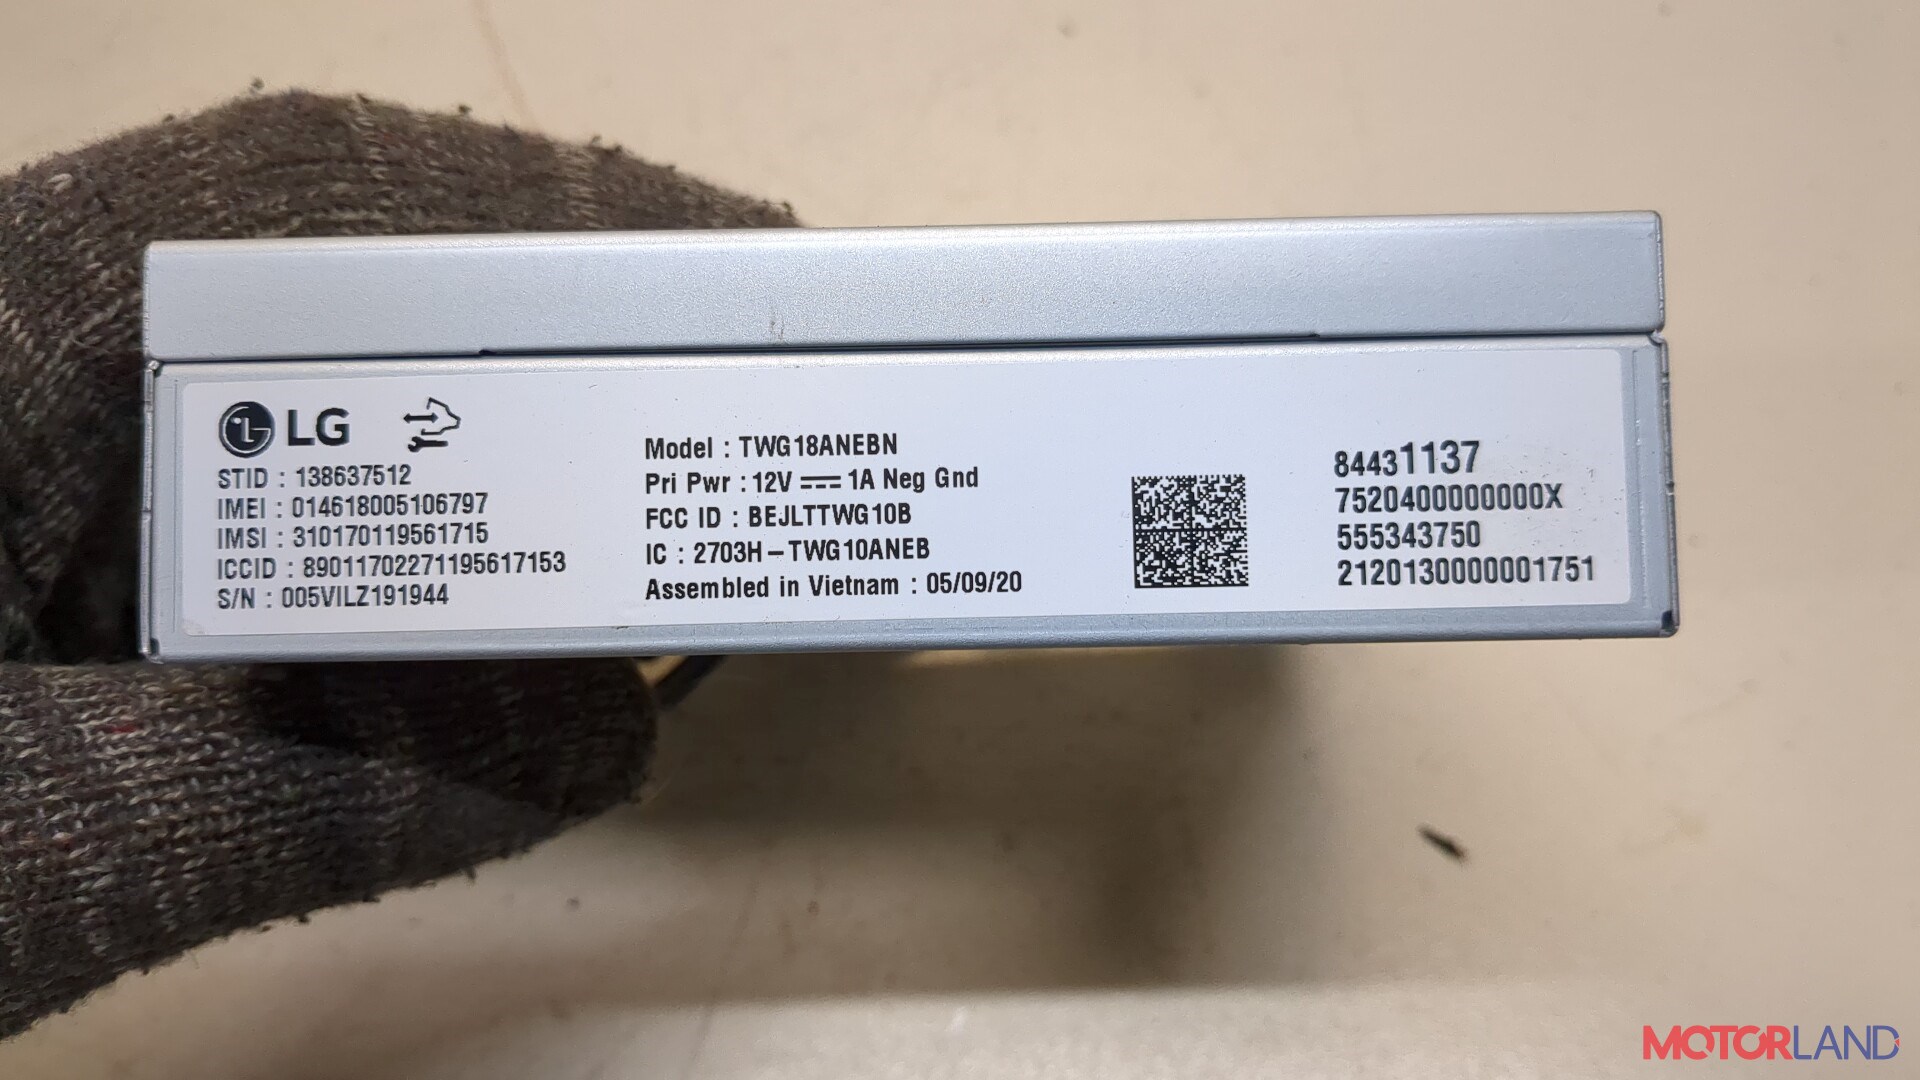 LG
STID : 138637512
IMEI : 014618005106797
IMSI : 310170119561715
ICCID : 89011702271195617153
S/N : 005VILZ191944
Model : TWG18ANEBN
Pri Pwr : 12V 1A Neg Gnd
FCC ID : BEJLTTWG10B
IC : 2703H-TWG10ANEB
Assembled in Vietnam : 05/09/20
84431137
7520400000000X
555343750
2120130000001751
MOTORLAND